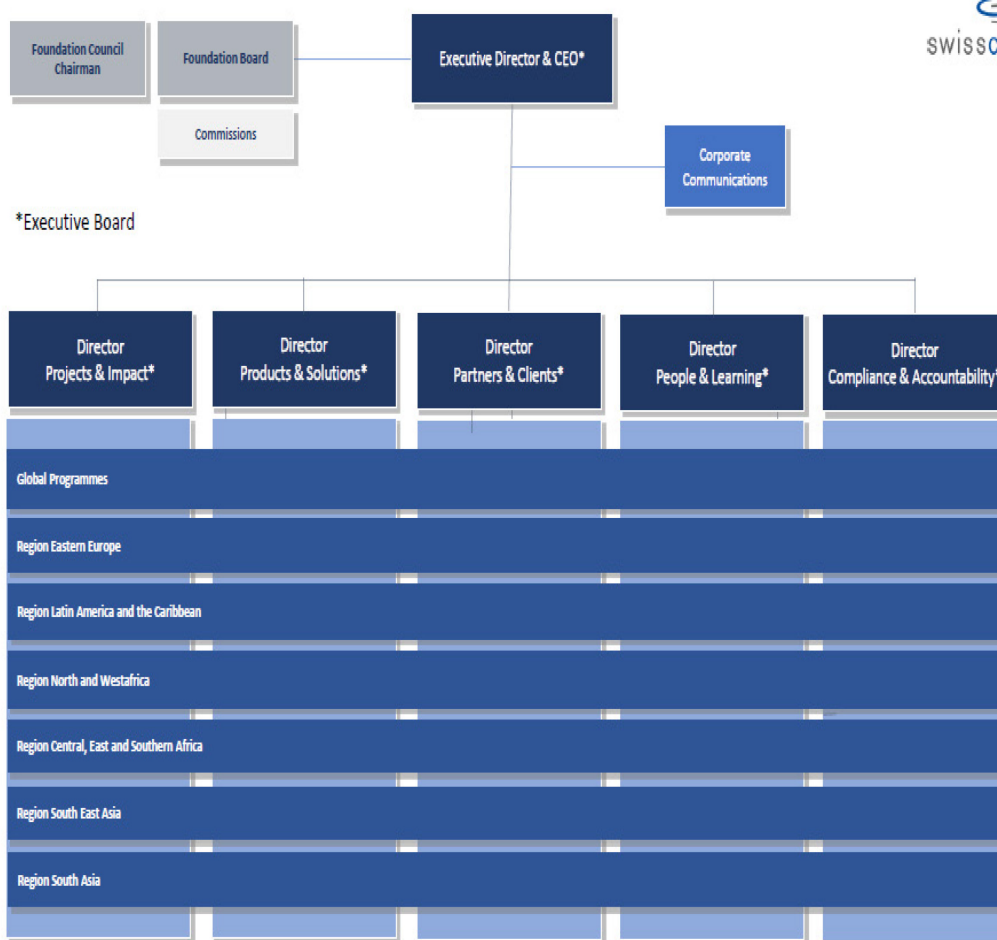 Foundation Council
Chairman
Foundation Board
Executive Director & CEO*
Commissions
Corporate
Communications
*Executive Board
Director
Projects & Impact*
Director
Products & Solutions*
Director
Partners & Clients*
Director
People & Learning*
Director
Compliance & Accountability*
Global Programmes
Region Eastern Europe
Region Latin America and the Caribbean
Region North and Westafrica
Region Central, East and Southern Africa
Region South East Asia
Region South Asia